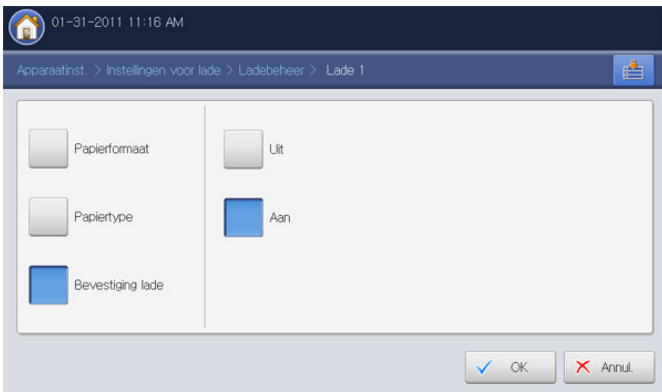 01-31-2011 11:16 AM
Apparaatinst. > Instellingen voor lade > Ladebeheer > Lade 1
Papierformaat
Uit
Papiertype
Aan
Bevestiging lade
OK
Annul.